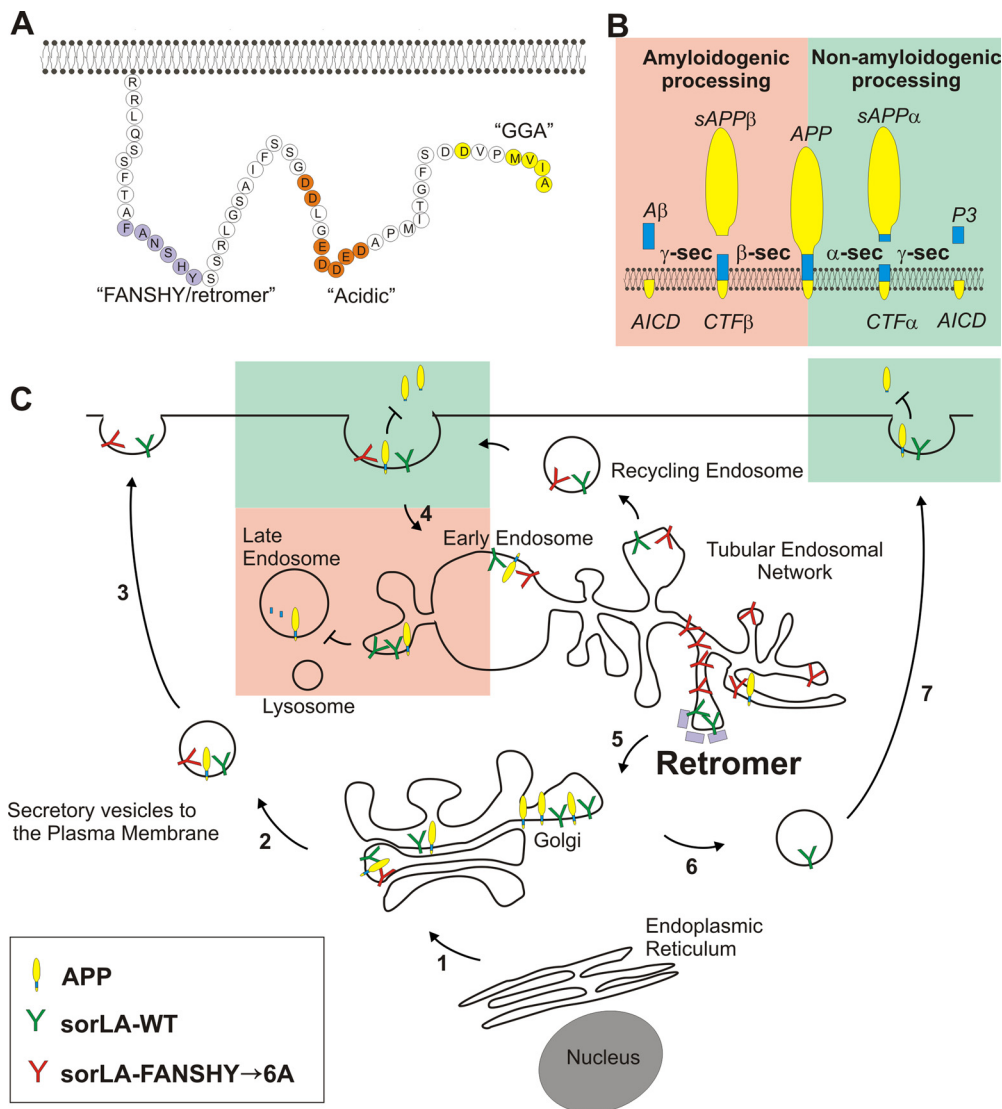 A
R
R
L
Q
S
S
F
T
A
F
A
N
S
H
Y
S
S
R
L
G
S
A
I
F
S
S
G
D
D
L
G
E
D
D
E
D
A
P
M
I
T
G
F
S
D
D
V
P
M
V
I
A
“FANSHY/retromer”
“Acidic”
“GGA”
B
Amyloidogenic
processing
Non-amyloidogenic
processing
sAPPβ
APP
sAPPα
Aβ
P3
γ-sec
β-sec
α-sec
γ-sec
AICD
CTFβ
CTFα
AICD
C
Recycling Endosome
4
Late
Endosome
Early Endosome
Tubular Endosomal
Network
3
Lysosome
7
5
Retromer
Secretory vesicles to
the Plasma Membrane
2
Golgi
6
1
Endoplasmic
Reticulum
Nucleus
APP
sorLA-WT
sorLA-FANSHY→6A